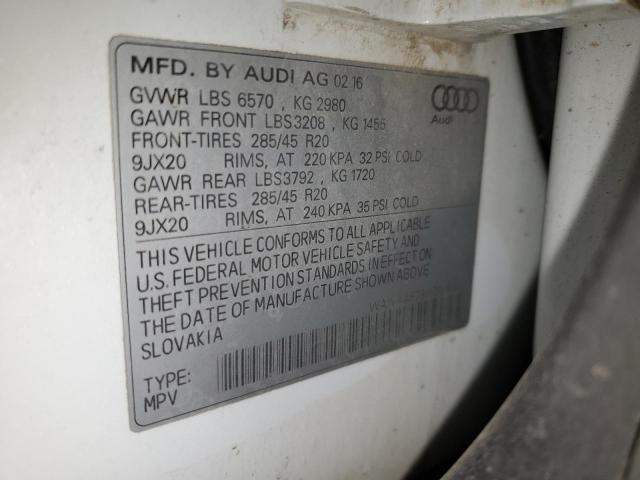 MFD. BY AUDI AG 02 16
GVWR LBS 6570 , KG 2980
GAWR FRONT LBS3208 , KG 1455
FRONT-TIRES 285/45 R20
9JX20 RIMS, AT 220 KPA 32 PSI COLD
GAWR REAR LBS3792 , KG 1720
REAR-TIRES 285/45 R20
9JX20 RIMS, AT 240 KPA 35 PSI COLD
Audi
THIS VEHICLE CONFORMS TO ALL APPLICABLE
U.S. FEDERAL MOTOR VEHICLE SAFETY AND
THEFT PREVENTION STANDARDS IN EFFECT ON
THE DATE OF MANUFACTURE SHOWN ABOVE
SLOVAKIA
TYPE:
MPV